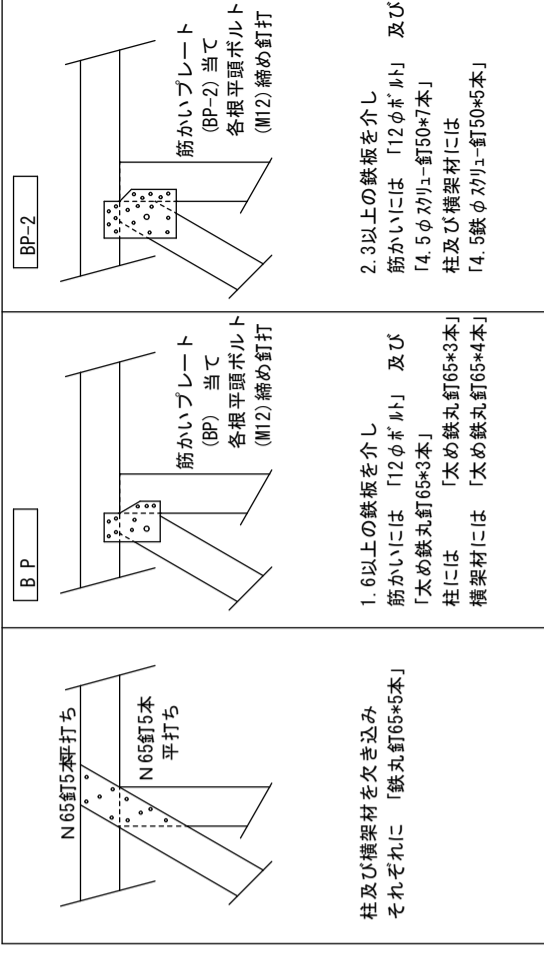 N65釘5本平打ち
N65釘5本
平打ち
柱及び横架材を欠き込み
それぞれに 「鉄丸釘65*5本」
BP
筋かいプレート
(BP) 当て
各根平頭ボルト
(M12)締め釘打
1.6以上の鉄板を介し
筋かいには 「12φボルト」 及び
「太め鉄丸釘65*3本」
柱には 「太め鉄丸釘65*3本」
横架材には 「太め鉄丸釘65*4本」
BP-2
筋かいプレート
(BP-2)当て
各根平頭ボルト
(M12)締め釘打
2.3以上の鉄板を介し
筋かいには 「12φボルト」 及び
「4.5φスクリュー釘50*7本」
柱及び横架材には
「4.5鉄φスクリュー釘50*5本」